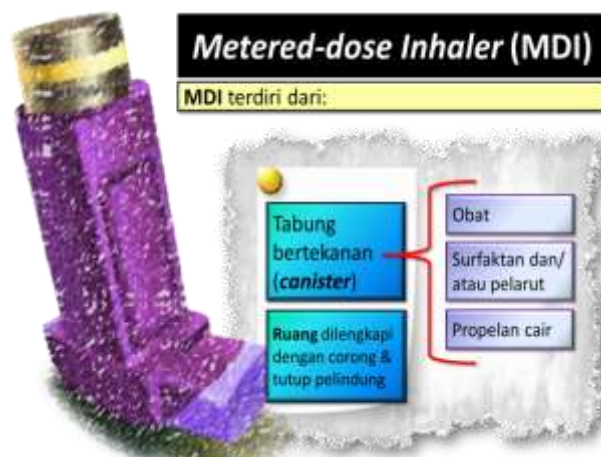 Metered-dose Inhaler (MDI)
MDI terdiri dari:
Tabung
bertekanan
(canister)
Ruang dilengkapi
dengan corong &
tutup pelindung
Obat
Surfaktan dan/
atau pelarut
Propelan cair